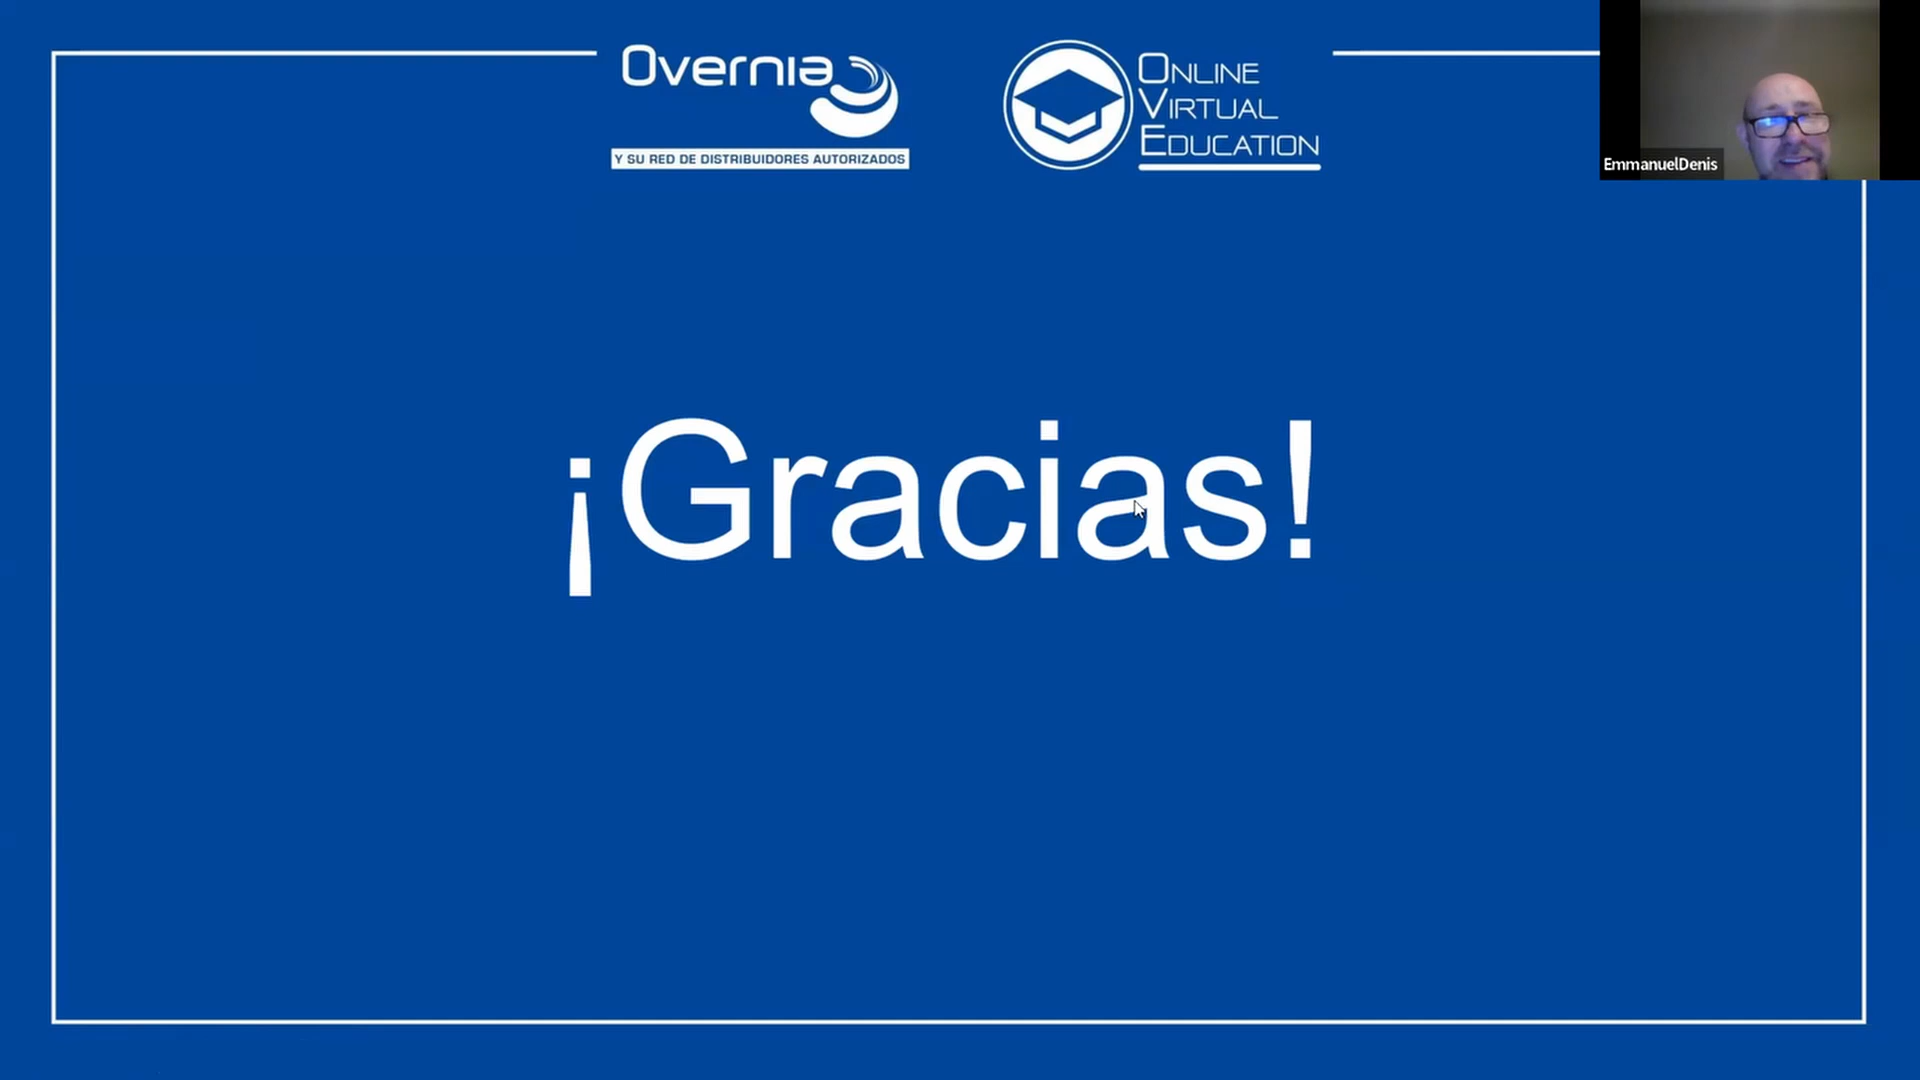 Overnia
Y SU RED DE DISTRIBUIDORES AUTORIZADOS
ONLINE
VIRTUAL
EDUCATION
EmmanuelDenis
¡Gracias!